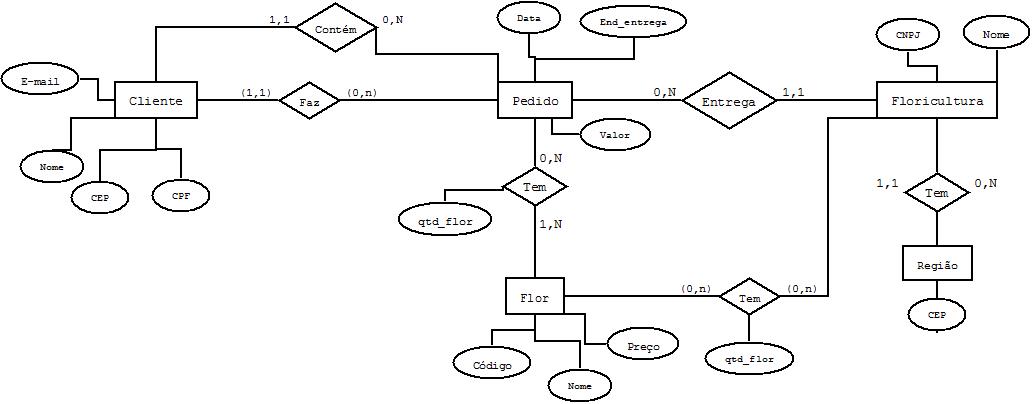 1,1
Contém
0,N
Data
End_entrega
CNPJ
Nome
E-mail
Cliente
(1,1)
Faz
(0,n)
Pedido
0,N
Entrega
1,1
Floricultura
Valor
Nome
CEP
CPF
0,N
Tem
qtd_flor
1,N
1,1
Tem
0,N
Região
CEP
Flor
(0,n)
Tem
(0,n)
Código
Nome
Preço
qtd_flor